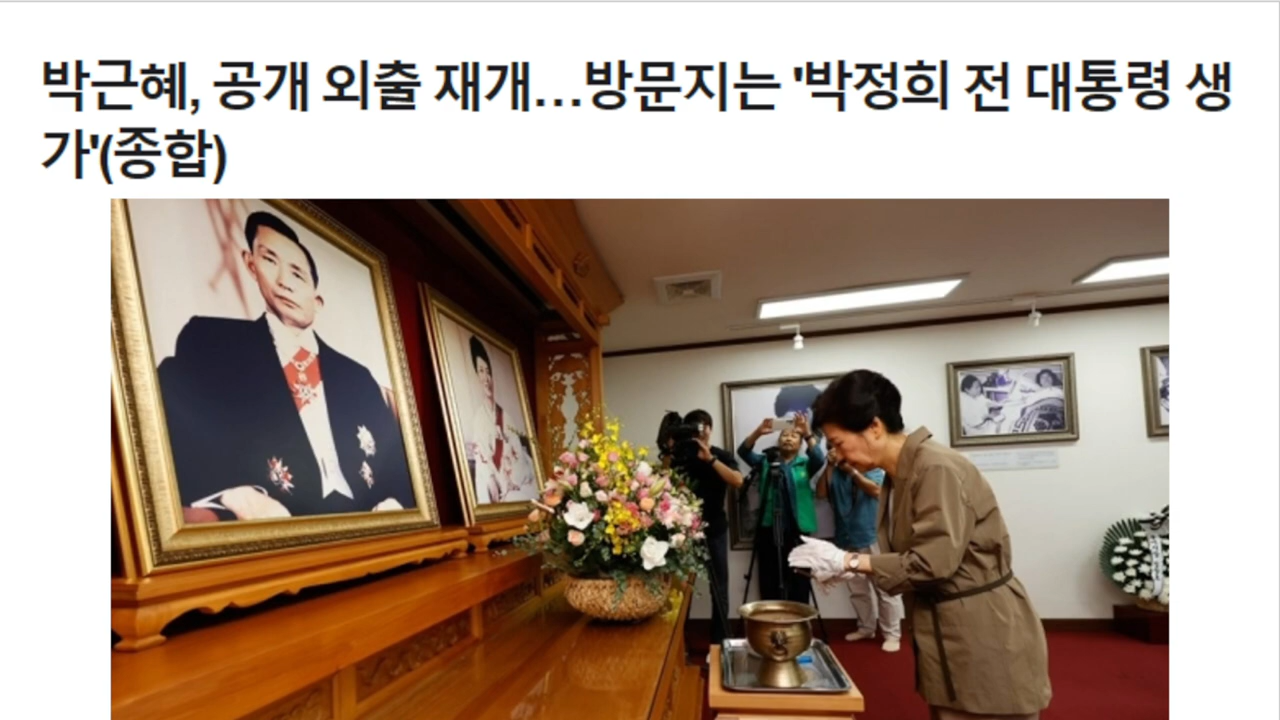 박근혜, 공개 외출 재개…방문지는 '박정희 전 대통령 생
가'(종합)